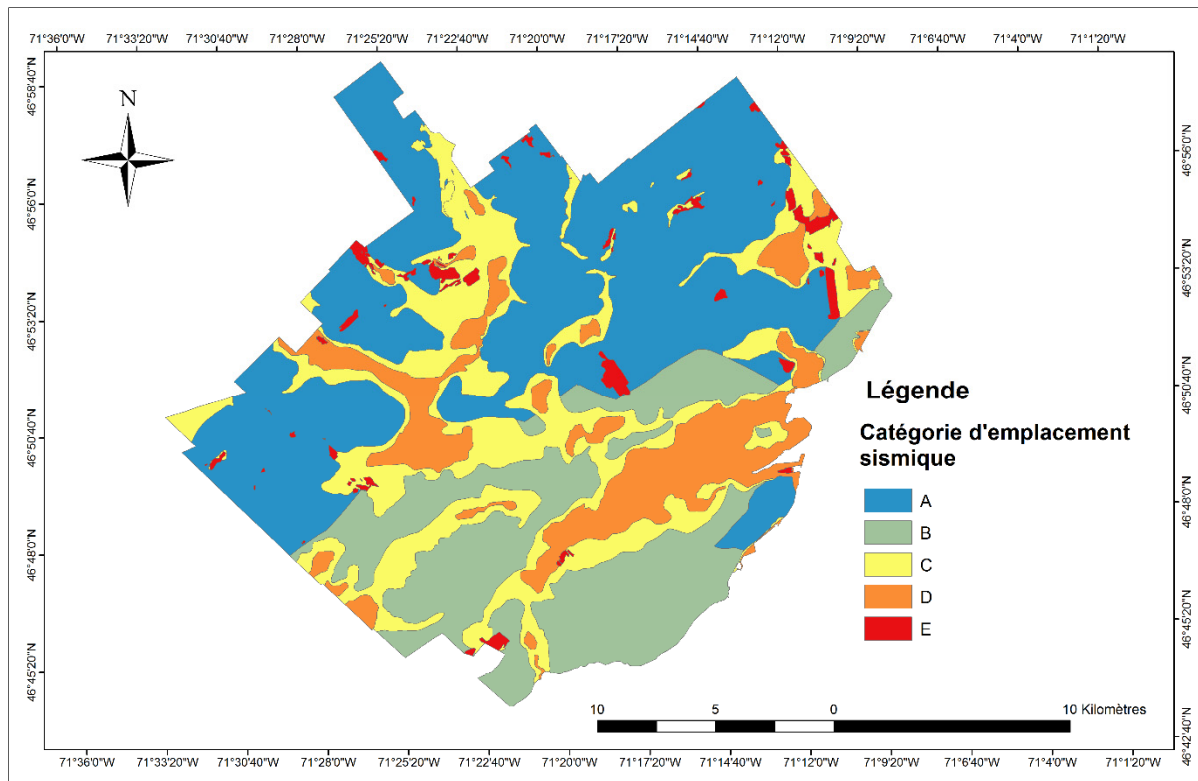 71°36'0"W 71°33'20"W 71°30'40"W 71°28'0"W 71°25'20"W 71°22'40"W 71°20'0"W 71°17'20"W 71°14'40"W 71°12'0"W 71°9'20"W 71°6'40"W 71°4'0"W 71°1'20"W
N
46°58'40"N
46°56'0"N
46°53'20"N
46°50'40"N
46°48'0"N
46°45'20"N
46°56'0"N
46°53'20"N
46°50'40"N
46°48'0"N
46°45'20"N
46°42'40"N
Légende
Catégorie d'emplacement
sismique
A
B
C
D
E
10 5 0 10 Kilomètres
71°36'0"W 71°33'20"W 71°30'40"W 71°28'0"W 71°25'20"W 71°22'40"W 71°20'0"W 71°17'20"W 71°14'40"W 71°12'0"W 71°9'20"W 71°6'40"W 71°4'0"W 71°1'20"W